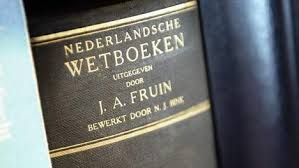 NEDERLANDSCHE
WETBOEKEN
UITGEGEVEN
DOOR
J. A. FRUIN
BEWERKT DOOR N. J.